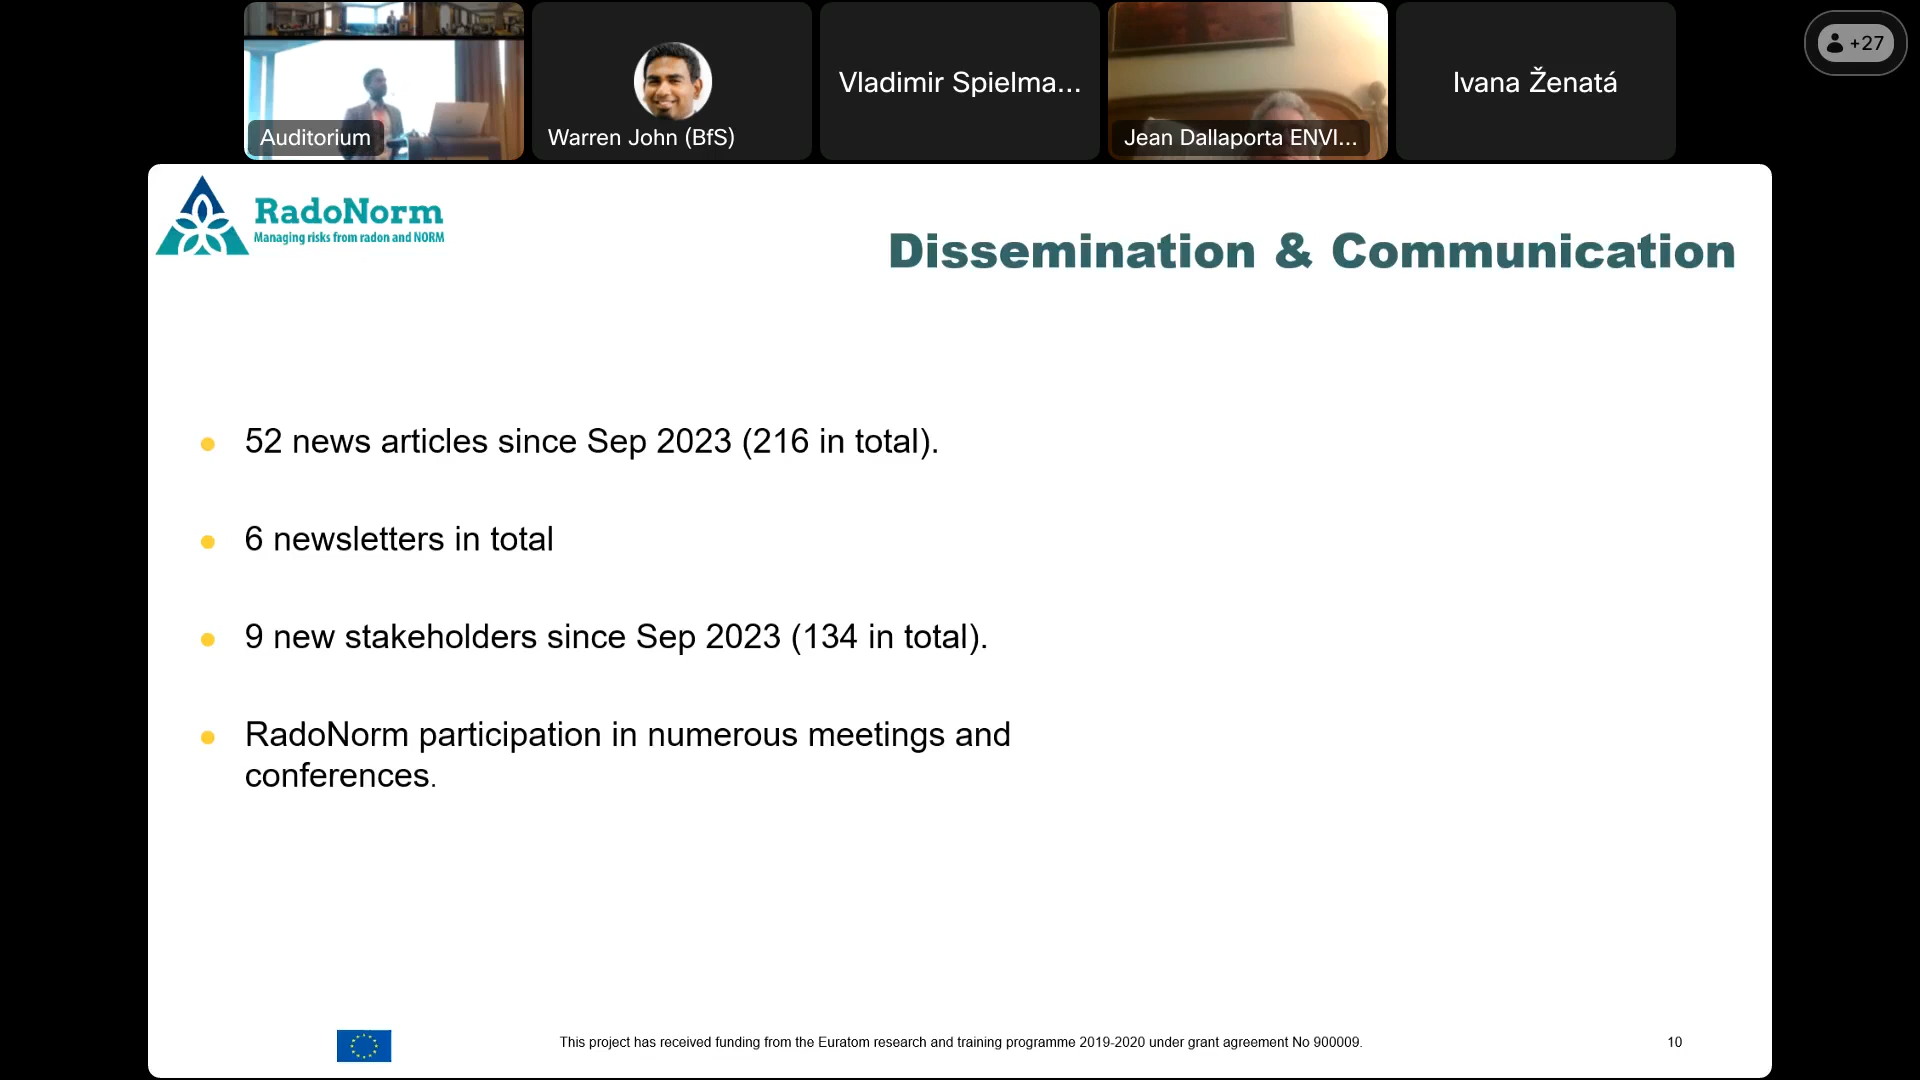 Auditorium
Warren John (BfS)
Vladimir Spielma...
Jean Dallaporta ENVI...
Ivana Ženatá
+27
RadoNorm
Managing risks from radon and NORM
Dissemination & Communication
52 news articles since Sep 2023 (216 in total).
6 newsletters in total
9 new stakeholders since Sep 2023 (134 in total).
RadoNorm participation in numerous meetings and
conferences.
This project has received funding from the Euratom research and training programme 2019-2020 under grant agreement No 900009.
10